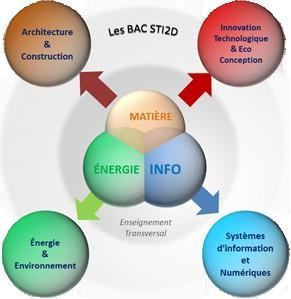 Les BAC STI2D
Architecture
&
Construction
Innovation
Technologique
& Eco
Conception
MATIÈRE
ÉNERGIE
INFO
Enseignement
Transversal
Énergie
&
Environnement
Systèmes
d'information
et
Numériques